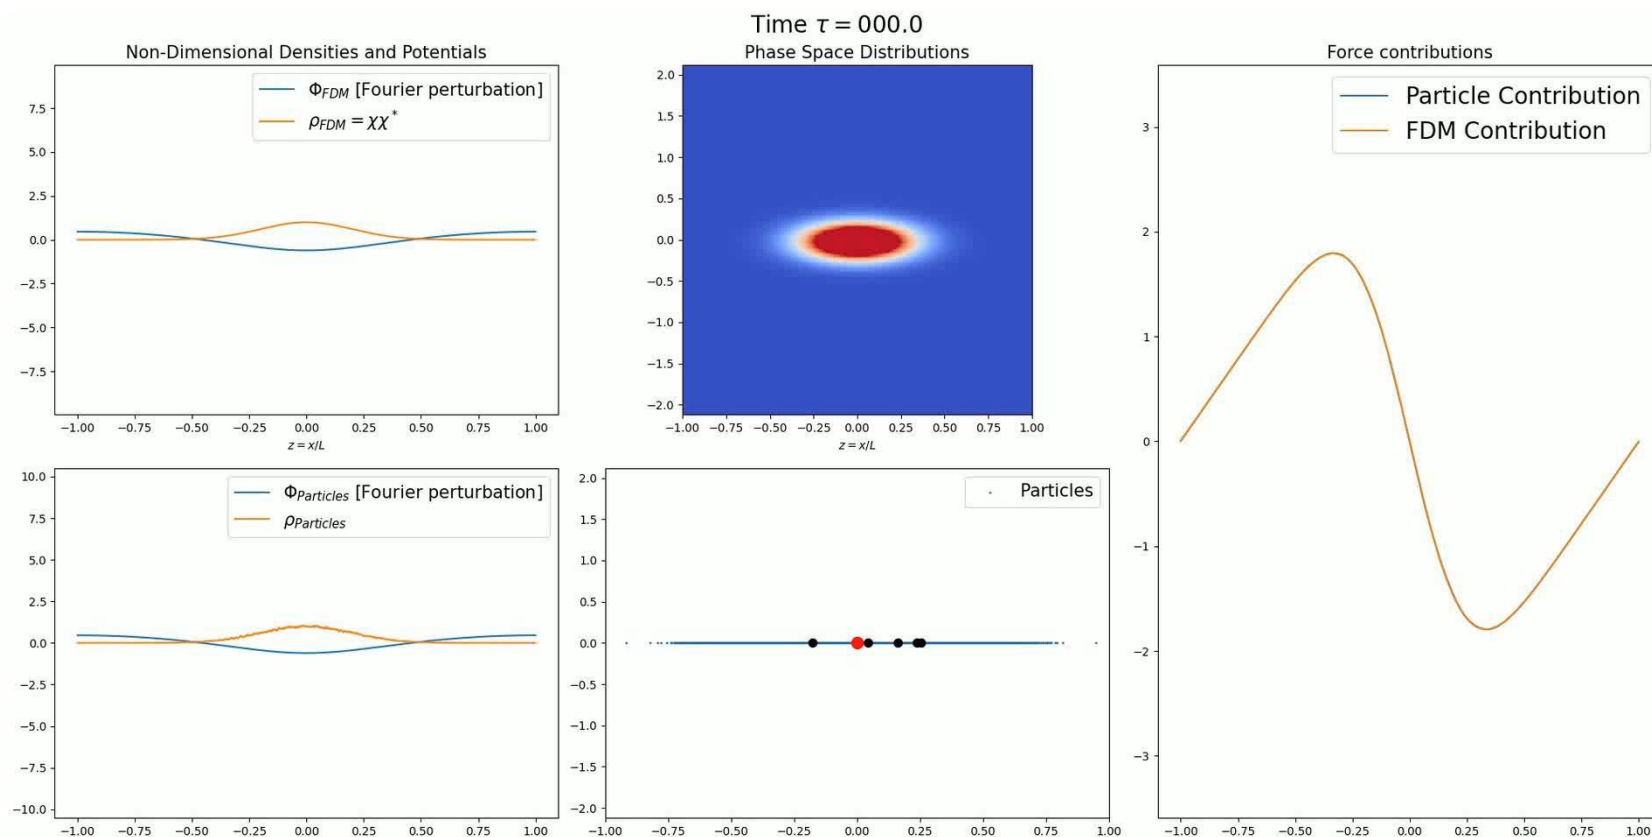 Time τ = 000.0
Non-Dimensional Densities and Potentials
Φ_FDM [Fourier perturbation]
ρ_FDM = χχ*
7.5
5.0
2.5
0.0
−2.5
−5.0
−7.5
−1.00 −0.75 −0.50 −0.25 0.00 0.25 0.50 0.75 1.00
z = x/L
Phase Space Distributions
2.0
1.5
1.0
0.5
0.0
−0.5
−1.0
−1.5
−2.0
−1.00 −0.75 −0.50 −0.25 0.00 0.25 0.50 0.75 1.00
z = x/L
Force contributions
Particle Contribution
FDM Contribution
3
2
1
0
−1
−2
−3
−1.00 −0.75 −0.50 −0.25 0.00 0.25 0.50 0.75 1.00
Φ_Particles [Fourier perturbation]
ρ_Particles
10.0
7.5
5.0
2.5
0.0
−2.5
−5.0
−7.5
−10.0
−1.00 −0.75 −0.50 −0.25 0.00 0.25 0.50 0.75 1.00
Particles
2.0
1.5
1.0
0.5
0.0
−0.5
−1.0
−1.5
−2.0
−1.00 −0.75 −0.50 −0.25 0.00 0.25 0.50 0.75 1.00